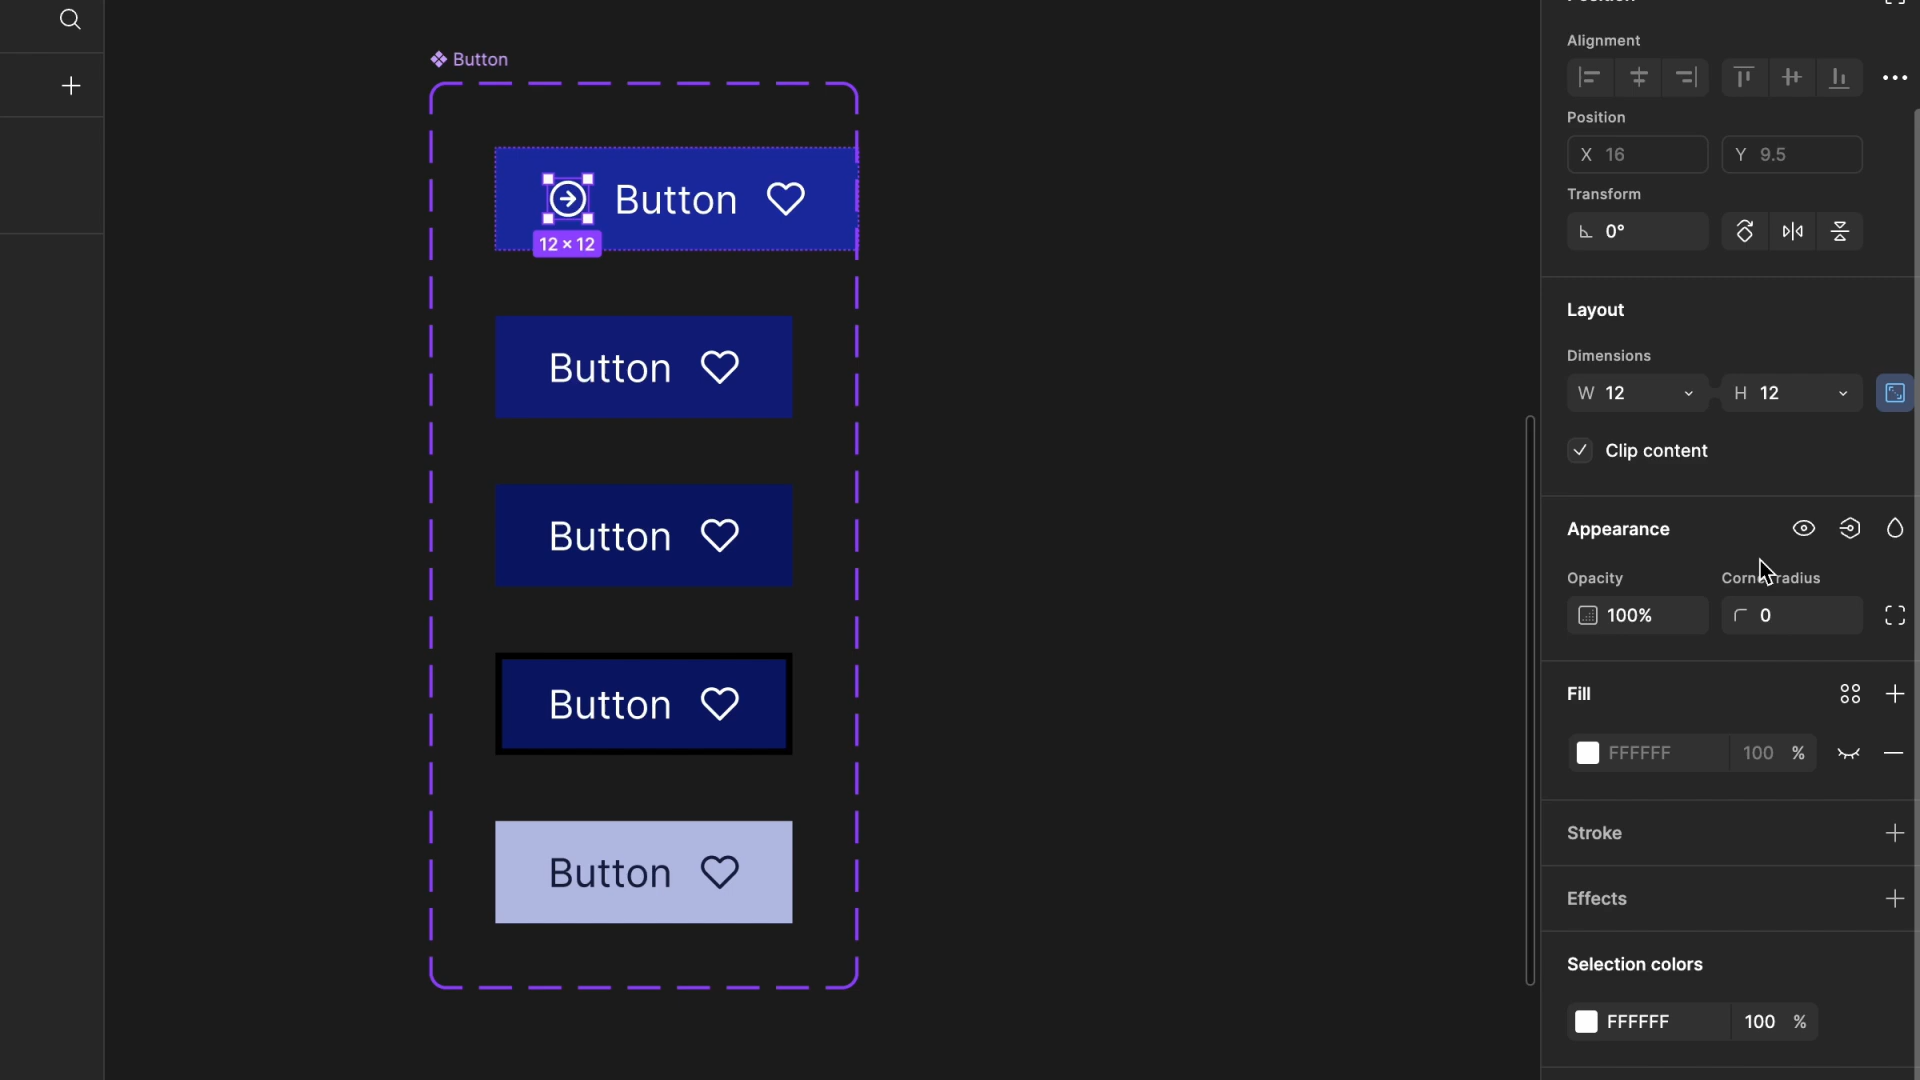 Button
Button
12 × 12
Button
Button
Button
Button
Position
Alignment
Position
X 16
Y 9.5
Transform
0°
Layout
Dimensions
W 12
H 12
Clip content
Appearance
Opacity
Corner radius
100%
0
Fill
FFFFFF 100 %
Stroke
Effects
Selection colors
FFFFFF 100 %